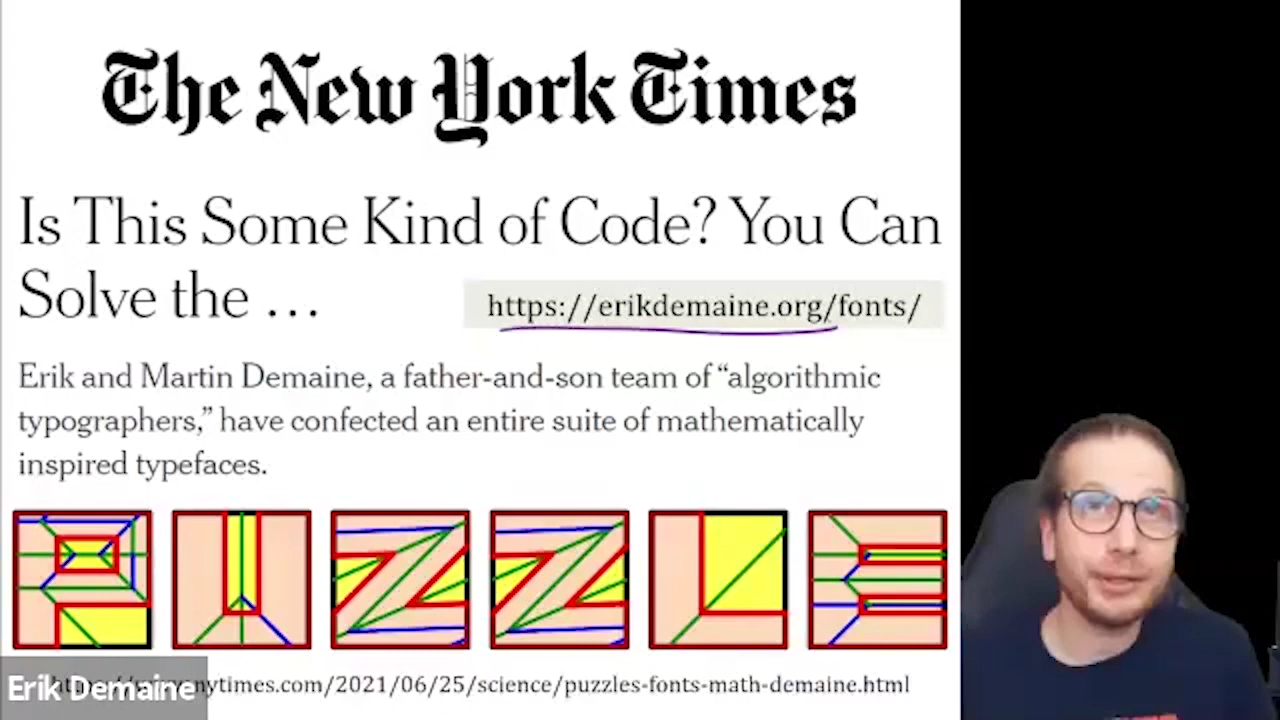 The New York Times
Is This Some Kind of Code? You Can
Solve the …
https://erikdemaine.org/fonts/
Erik and Martin Demaine, a father-and-son team of “algorithmic
typographers,” have confected an entire suite of mathematically
inspired typefaces.
PUZZLE
Erik Demaine
nytimes.com/2021/06/25/science/puzzles-fonts-math-demaine.html